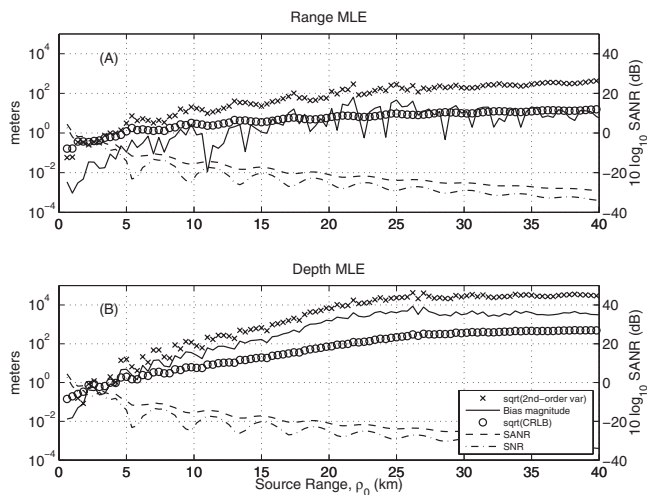 Range MLE
(A)
10^4
10^2
10^0
10^-2
10^-4
meters
40
20
0
-20
-40
10 log10 SANR (dB)
0 5 10 15 20 25 30 35 40
Depth MLE
(B)
10^4
10^2
10^0
10^-2
10^-4
meters
40
20
0
-20
-40
10 log10 SANR (dB)
sqrt(2nd-order var)
Bias magnitude
sqrt(CRLB)
SANR
SNR
0 5 10 15 20 25 30 35 40
Source Range, ρ0 (km)